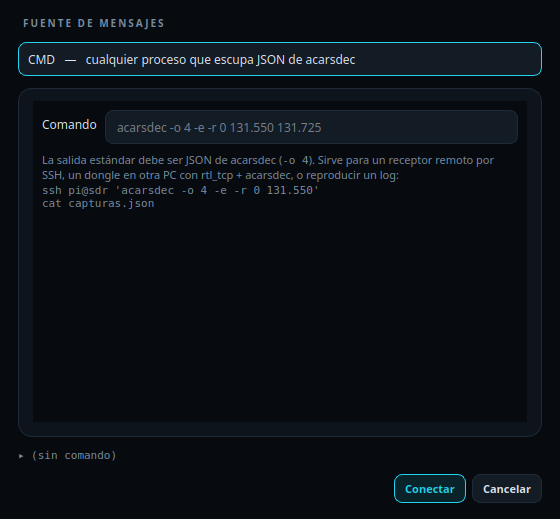 FUENTE DE MENSAJES
CMD — cualquier proceso que escupa JSON de acarsdec
Comando acarsdec -o 4 -e -r 0 131.550 131.725
La salida estándar debe ser JSON de acarsdec (-o 4). Sirve para un receptor remoto por
SSH, un dongle en otra PC con rtl_tcp + acarsdec, o reproducir un log:
ssh pi@sdr 'acarsdec -o 4 -e -r 0 131.550'
cat capturas.json
▸ (sin comando)
Conectar Cancelar